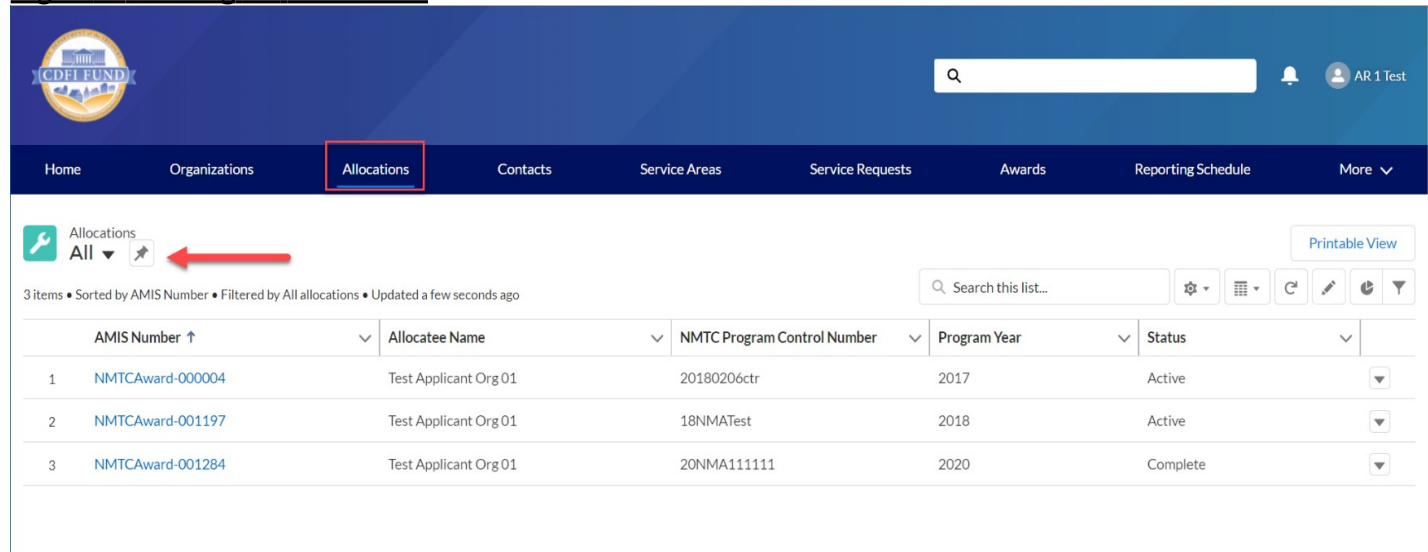 CDFI FUND
AR 1 Test
Home Organizations Allocations Contacts Service Areas Service Requests Awards Reporting Schedule More
Allocations
All
Printable View
3 items • Sorted by AMIS Number • Filtered by All allocations • Updated a few seconds ago
Search this list...
AMIS Number ↑ Allocatee Name NMTC Program Control Number Program Year Status
1 NMTCAward-000004 Test Applicant Org 01 20180206ctr 2017 Active
2 NMTCAward-001197 Test Applicant Org 01 18NMATest 2018 Active
3 NMTCAward-001284 Test Applicant Org 01 20NMA111111 2020 Complete